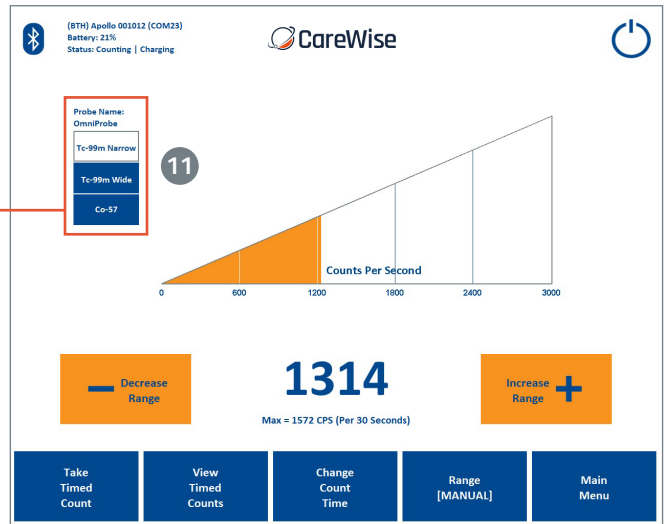 (BTH) Apollo 001012 (COM23)
Battery: 21%
Status: Counting | Charging
CareWise
Probe Name:
OmniProbe
Tc-99m Narrow
Tc-99m Wide
Co-57
11
Counts Per Second
0 600 1200 1800 2400 3000
— Decrease
Range
1314
Max = 1572 CPS (Per 30 Seconds)
Increase
Range +
Take
Timed
Count
View
Timed
Counts
Change
Count
Time
Range
[MANUAL]
Main
Menu